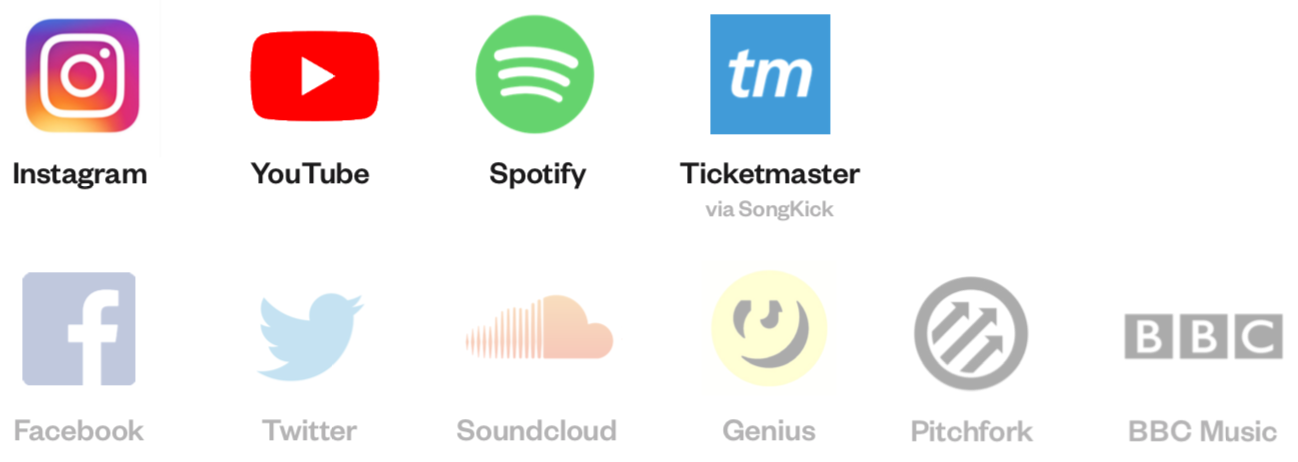 tm
Instagram YouTube Spotify Ticketmaster
via SongKick
f
BBC
Facebook Twitter Soundcloud Genius Pitchfork BBC Music